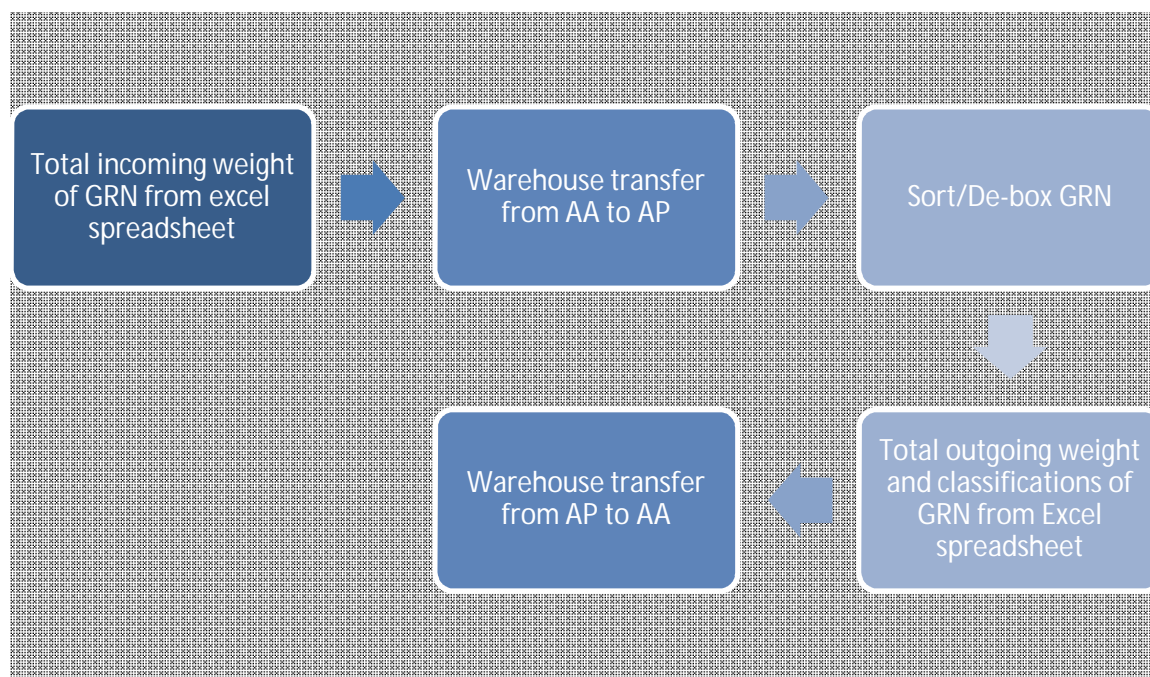 Total incoming weight
of GRN from excel
spreadsheet
Warehouse transfer
from AA to AP
Sort/De-box GRN
Total outgoing weight
and classifications of
GRN from Excel
spreadsheet
Warehouse transfer
from AP to AA